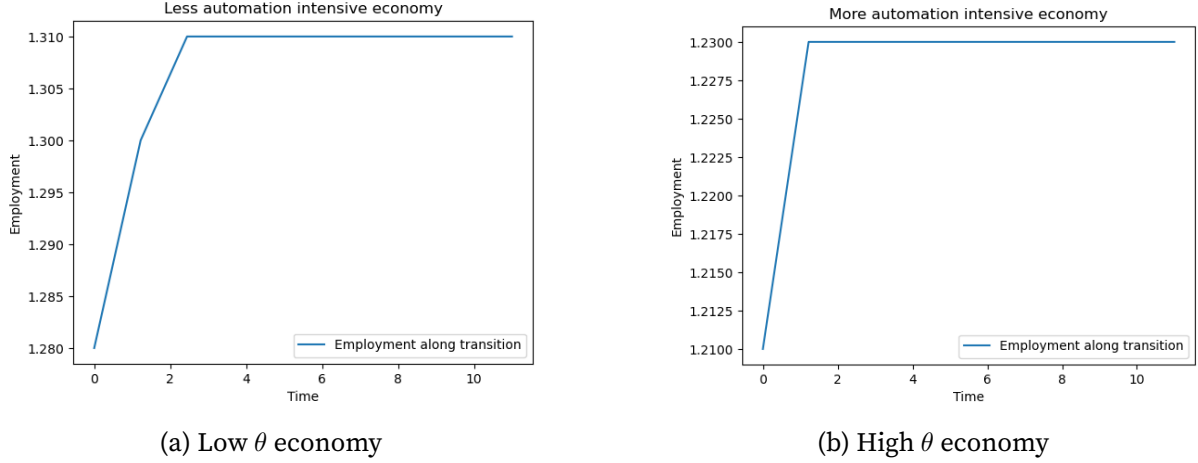 Less automation intensive economy
1.310
1.305
1.300
1.295
1.290
1.285
1.280
Employment
0 2 4 6 8 10
Time
Employment along transition
(a) Low θ economy
More automation intensive economy
1.2300
1.2275
1.2250
1.2225
1.2200
1.2175
1.2150
1.2125
1.2100
Employment
0 2 4 6 8 10
Time
Employment along transition
(b) High θ economy